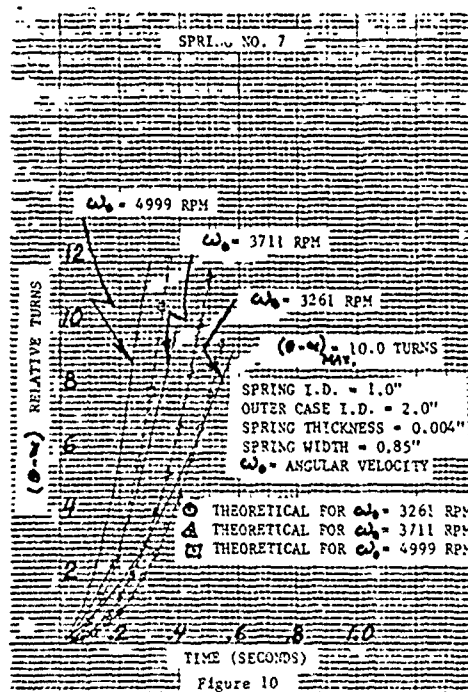 SPRING NO. 7
ω₀ = 4999 RPM
ω₀ = 3711 RPM
ω₀ = 3261 RPM
(θ-α) RELATIVE TURNS
12
10
8
6
4
2
(θ-α)MAX. = 10.0 TURNS
SPRING I.D. = 1.0"
OUTER CASE I.D. = 2.0"
SPRING THICKNESS = 0.004"
SPRING WIDTH = 0.85"
ω₀ = ANGULAR VELOCITY
THEORETICAL FOR ω₀ = 3261 RPM
THEORETICAL FOR ω₀ = 3711 RPM
THEORETICAL FOR ω₀ = 4999 RPM
.2 .4 .6 .8 1.0
TIME (SECONDS)
Figure 10